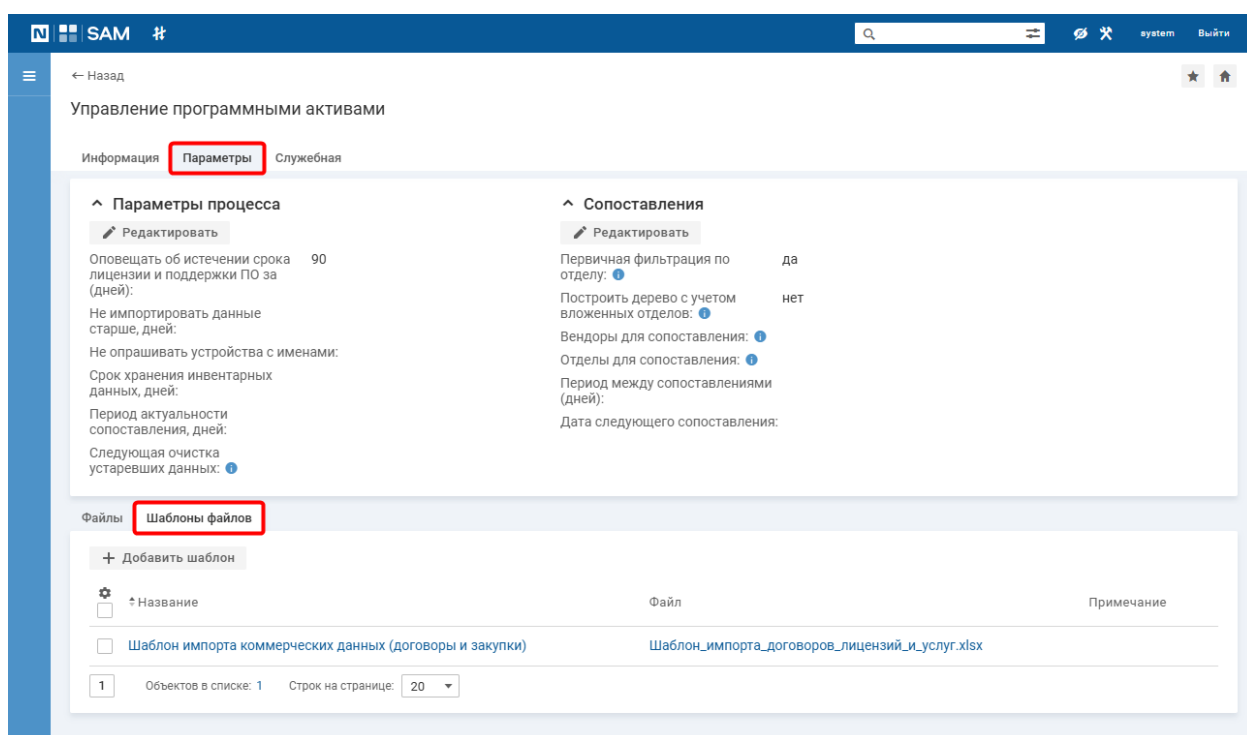 N SAM
system Выйти
← Назад
Управление программными активами
Информация Параметры Служебная
Параметры процесса
Редактировать
Оповещать об истечении срока лицензии и поддержки ПО за (дней): 90
Не импортировать данные старше, дней:
Не опрашивать устройства с именами:
Срок хранения инвентарных данных, дней:
Период актуальности сопоставления, дней:
Следующая очистка устаревших данных:
Сопоставления
Редактировать
Первичная фильтрация по отделу: да
Построить дерево с учетом вложенных отделов: нет
Вендоры для сопоставления:
Отделы для сопоставления:
Период между сопоставлениями (дней):
Дата следующего сопоставления:
Файлы Шаблоны файлов
+ Добавить шаблон
Название Файл Примечание
Шаблон импорта коммерческих данных (договоры и закупки) Шаблон_импорта_договоров_лицензий_и_услуг.xlsx
1 Объектов в списке: 1 Строк на странице: 20